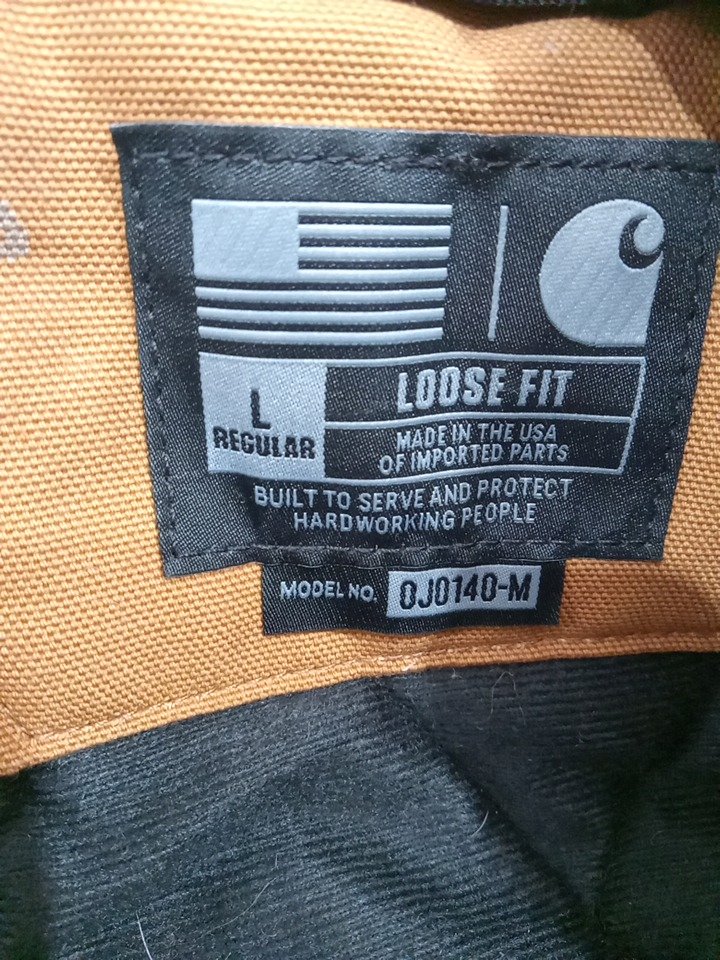 L
REGULAR
LOOSE FIT
MADE IN THE USA
OF IMPORTED PARTS
BUILT TO SERVE AND PROTECT
HARDWORKING PEOPLE
MODEL NO. 0J0140-M